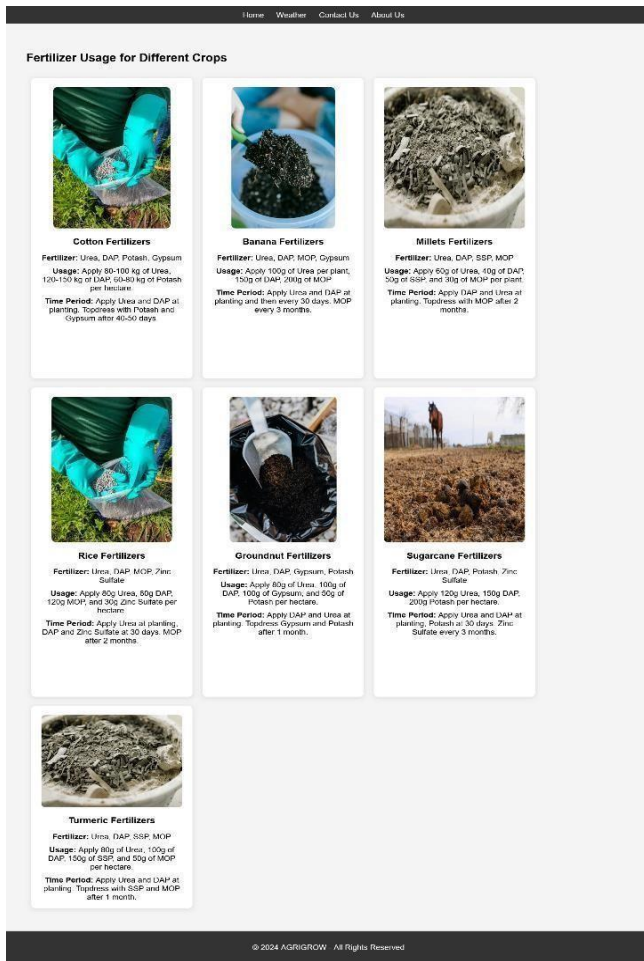 Home Weather Contact Us About Us
Fertilizer Usage for Different Crops
Cotton Fertilizers
Fertilizer: Urea, DAP, Potash, Gypsum
Usage: Apply 80-100 kg of Urea,
120-150 kg of DAP, 60-80 kg of Potash
per hectare.
Time Period: Apply Urea and DAP at
planting. Topdress with Potash and
Gypsum after 40-50 days
Banana Fertilizers
Fertilizer: Urea, DAP, MOP, Gypsum
Usage: Apply 100g of Urea per plant,
150g of DAP, 200g of MOP
Time Period: Apply Urea and DAP at
planting and then every 30 days. MOP
every 3 months.
Millets Fertilizers
Fertilizer: Urea, DAP, SSP, MOP
Usage: Apply 60g of Urea, 40g of DAP,
50g of SSP, and 30g of MOP per plant.
Time Period: Apply DAP and Urea at
planting. Topdress with MOP after 2
months.
Rice Fertilizers
Fertilizer: Urea, DAP, MOP, Zinc
Sulfate
Usage: Apply 80g Urea, 60g DAP,
120g MOP, and 30g Zinc Sulfate per
hectare
Time Period: Apply Urea at planting,
DAP and Zinc Sulfate at 30 days. MOP
after 2 months.
Groundnut Fertilizers
Fertilizer: Urea, DAP, Gypsum, Potash
Usage: Apply 80g of Urea, 100g of
DAP, 100g of Gypsum, and 50g of
Potash per hectare.
Time Period: Apply DAP and Urea at
planting. Topdress Gypsum and Potash
after 1 month.
Sugarcane Fertilizers
Fertilizer: Urea, DAP, Potash, Zinc
Sulfate
Usage: Apply 120g Urea, 150g DAP,
200g Potash per hectare.
Time Period: Apply Urea and DAP at
planting, Potash at 30 days. Zinc
Sulfate every 3 months.
Turmeric Fertilizers
Fertilizer: Urea, DAP, SSP, MOP
Usage: Apply 80g of Urea, 100g of
DAP, 150g of SSP, and 50g of MOP
per hectare.
Time Period: Apply Urea and DAP at
planting. Topdress with SSP and MOP
after 1 month.
© 2024 AGRIGROW . All Rights Reserved